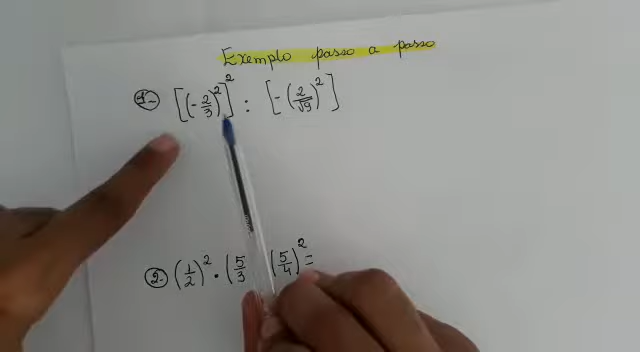 Exemplo passo a passo
1- [(-2/3)²]² : [-(2/√9)²]
2- (1/2)² · (5/3 (5/4)² =